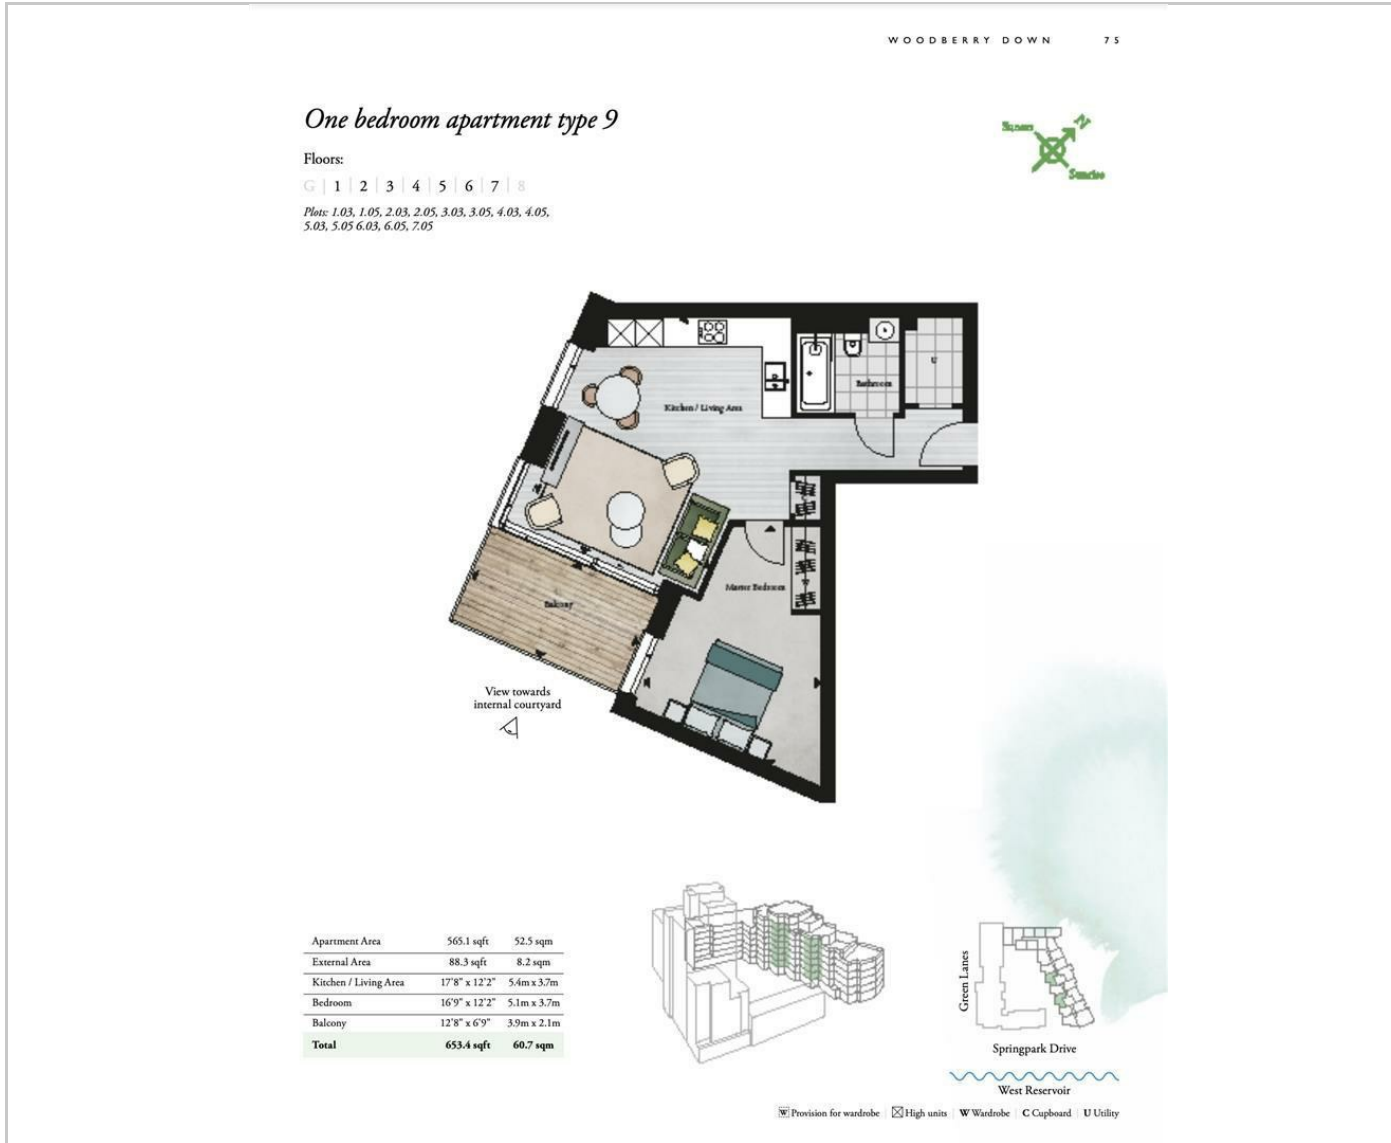 WOODBERRY DOWN 75
One bedroom apartment type 9
N
Sunrise
Floors:
G | 1 | 2 | 3 | 4 | 5 | 6 | 7 | 8
Plots: 1.03, 1.05, 2.03, 2.05, 3.03, 3.05, 4.03, 4.05,
5.03, 5.05 6.03, 6.05, 7.05
U
Bathroom
Kitchen / Living Area
Master Bedroom
Balcony
View towards
internal courtyard
Apartment Area 565.1 sqft 52.5 sqm
External Area 88.3 sqft 8.2 sqm
Kitchen / Living Area 17'8" x 12'2" 5.4m x 3.7m
Bedroom 16'9" x 12'2" 5.1m x 3.7m
Balcony 12'8" x 6'9" 3.9m x 2.1m
Total 653.4 sqft 60.7 sqm
Green Lanes
Springpark Drive
West Reservoir
W Provision for wardrobe | High units | W Wardrobe | C Cupboard | U Utility